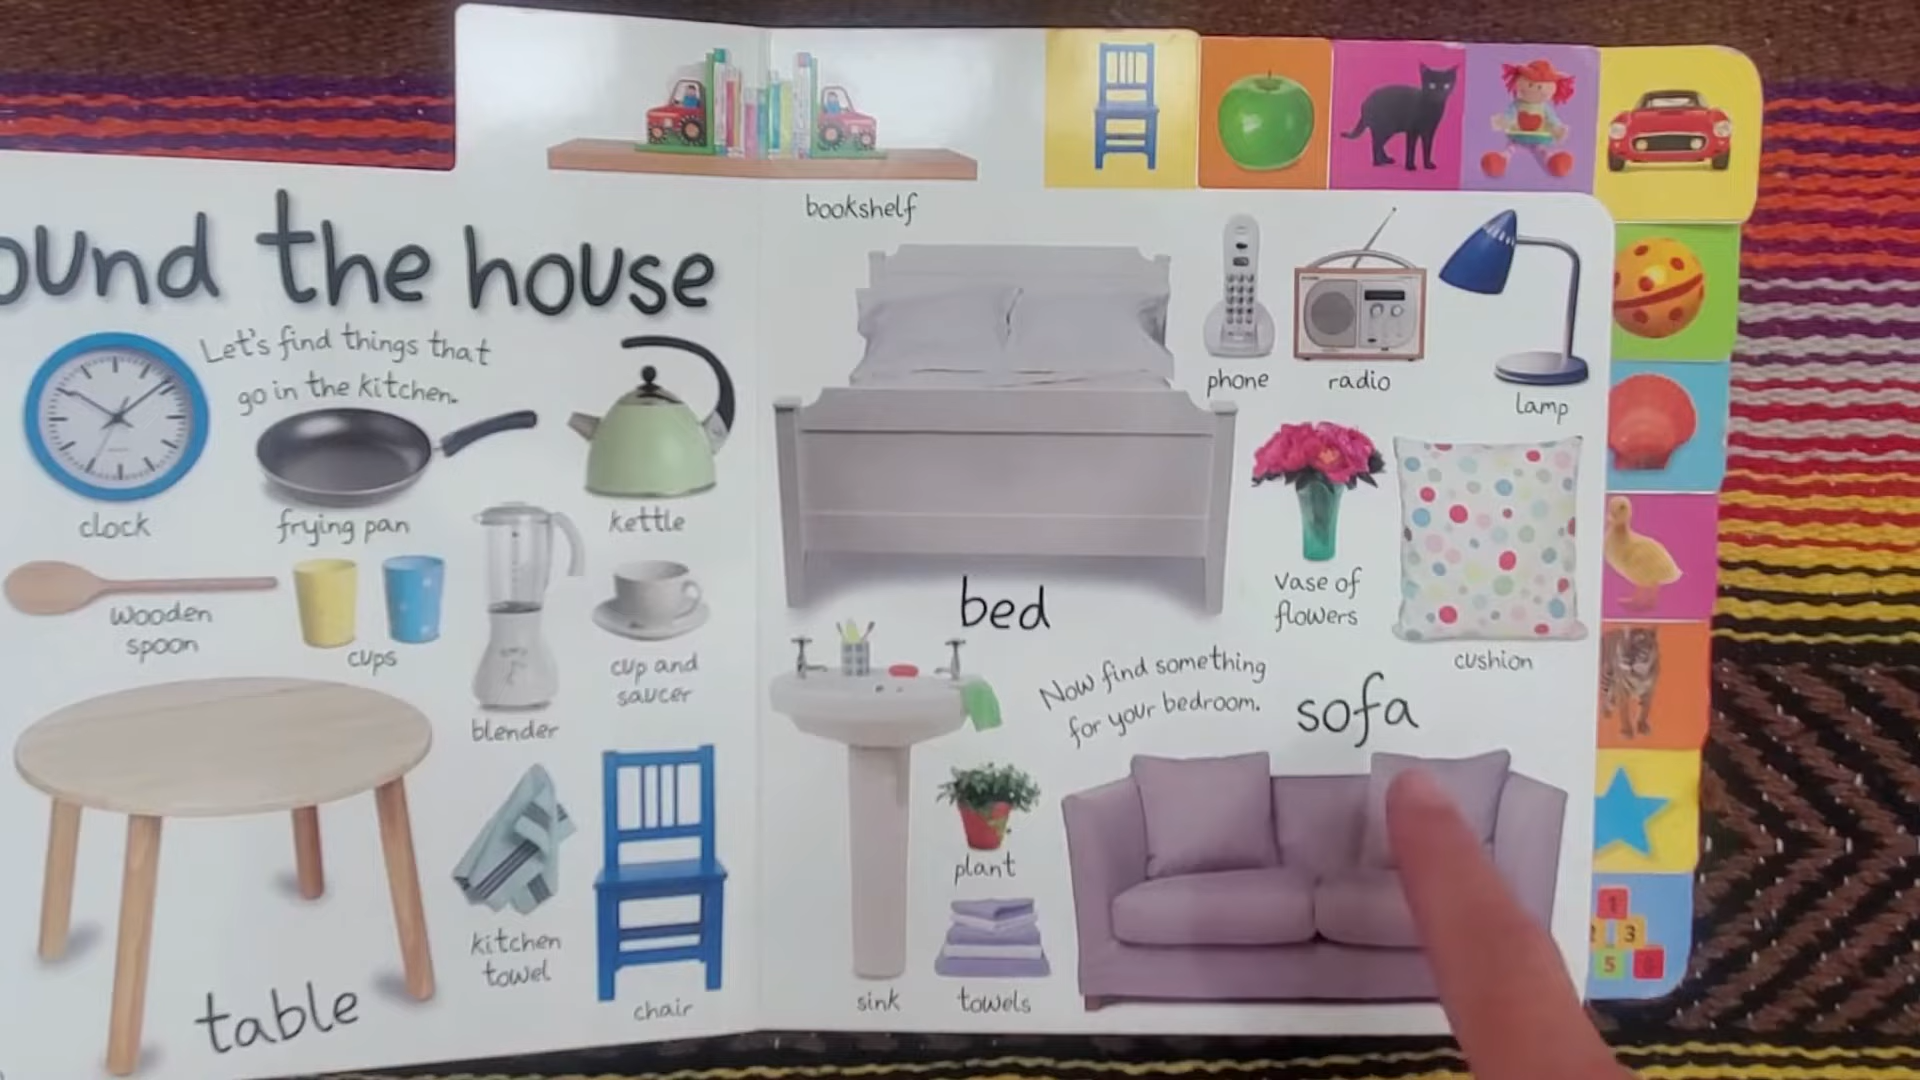 bookshelf
ound the house
Let's find things that
go in the kitchen.
clock
frying pan
kettle
wooden
spoon
cups
blender
cup and
saucer
table
kitchen
towel
chair
phone
radio
lamp
bed
vase of
flowers
cushion
Now find something
for your bedroom.
sofa
plant
sink
towels
1
2 3
5 6